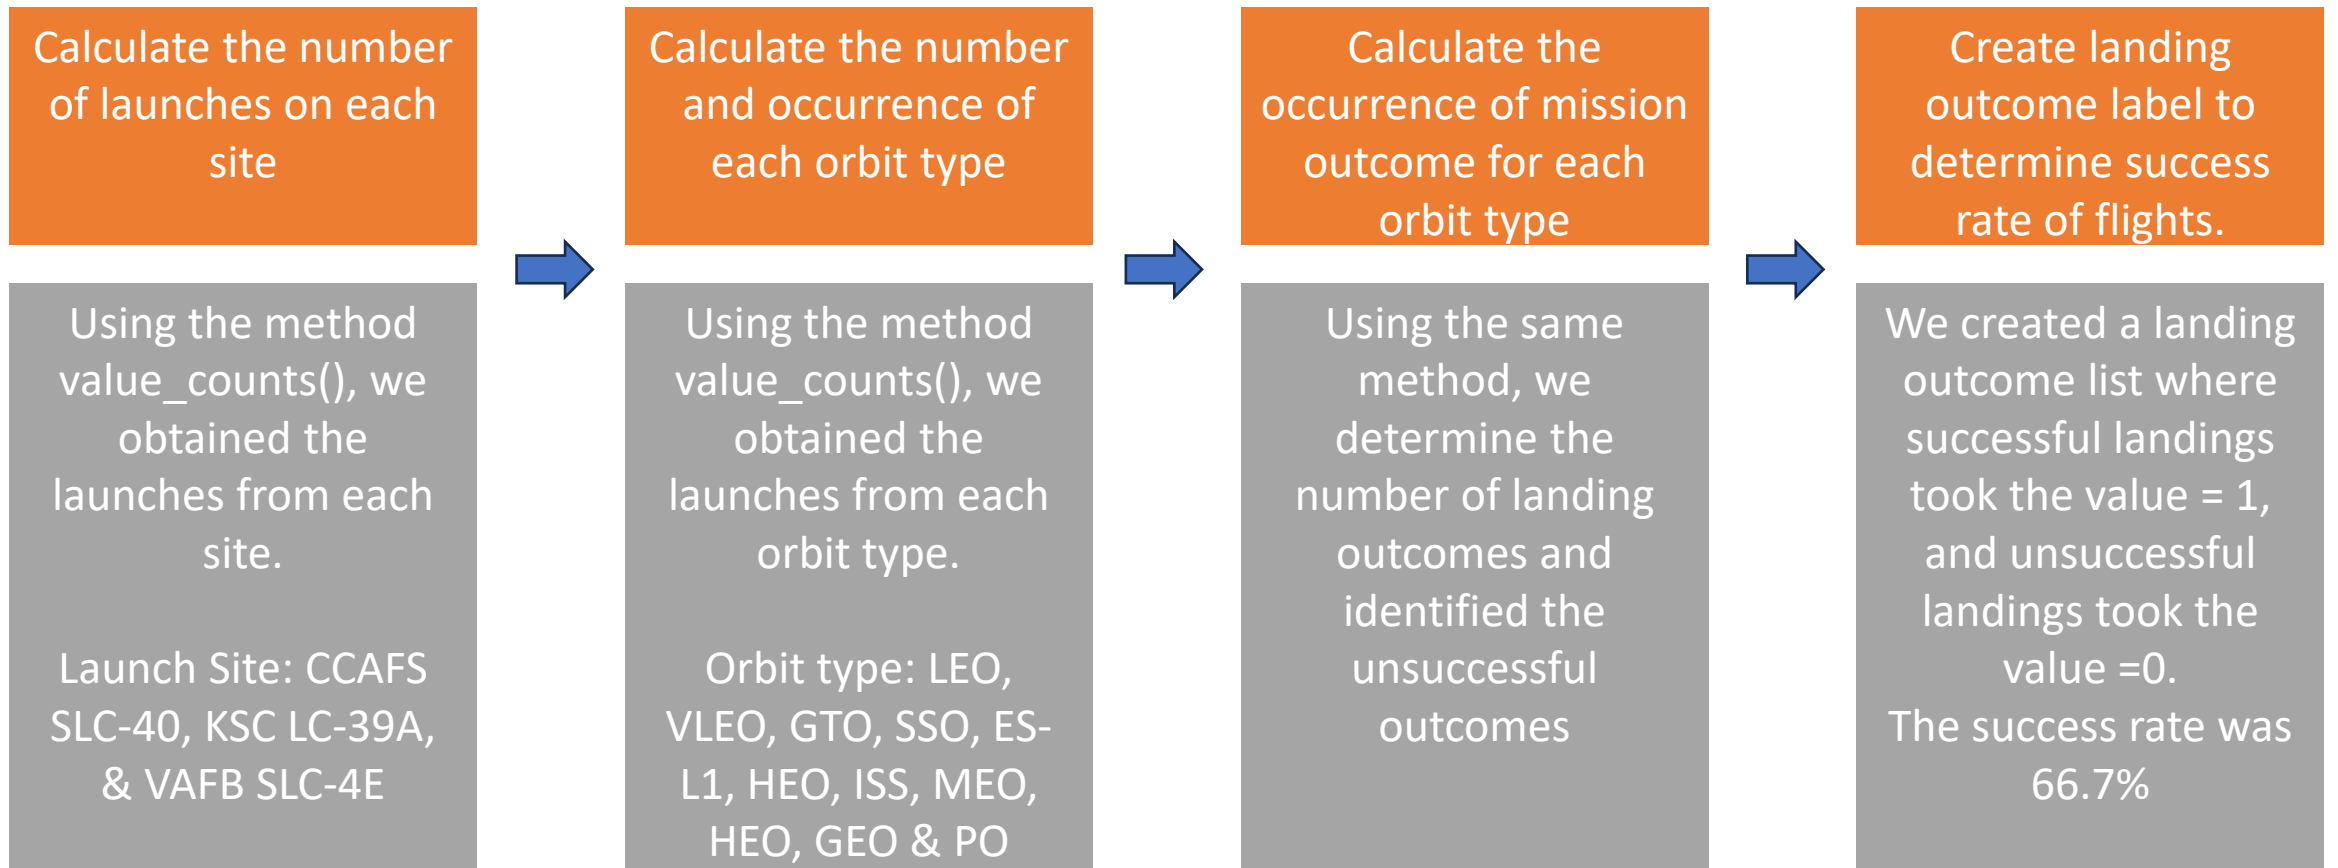 Calculate the number
of launches on each
site
Using the method
value_counts(), we
obtained the
launches from each
site.
Launch Site: CCAFS
SLC-40, KSC LC-39A,
& VAFB SLC-4E
Calculate the number
and occurrence of
each orbit type
Using the method
value_counts(), we
obtained the
launches from each
orbit type.
Orbit type: LEO,
VLEO, GTO, SSO, ES-
L1, HEO, ISS, MEO,
HEO, GEO & PO
Calculate the
occurrence of mission
outcome for each
orbit type
Using the same
method, we
determine the
number of landing
outcomes and
identified the
unsuccessful
outcomes
Create landing
outcome label to
determine success
rate of flights.
We created a landing
outcome list where
successful landings
took the value = 1,
and unsuccessful
landings took the
value =0.
The success rate was
66.7%